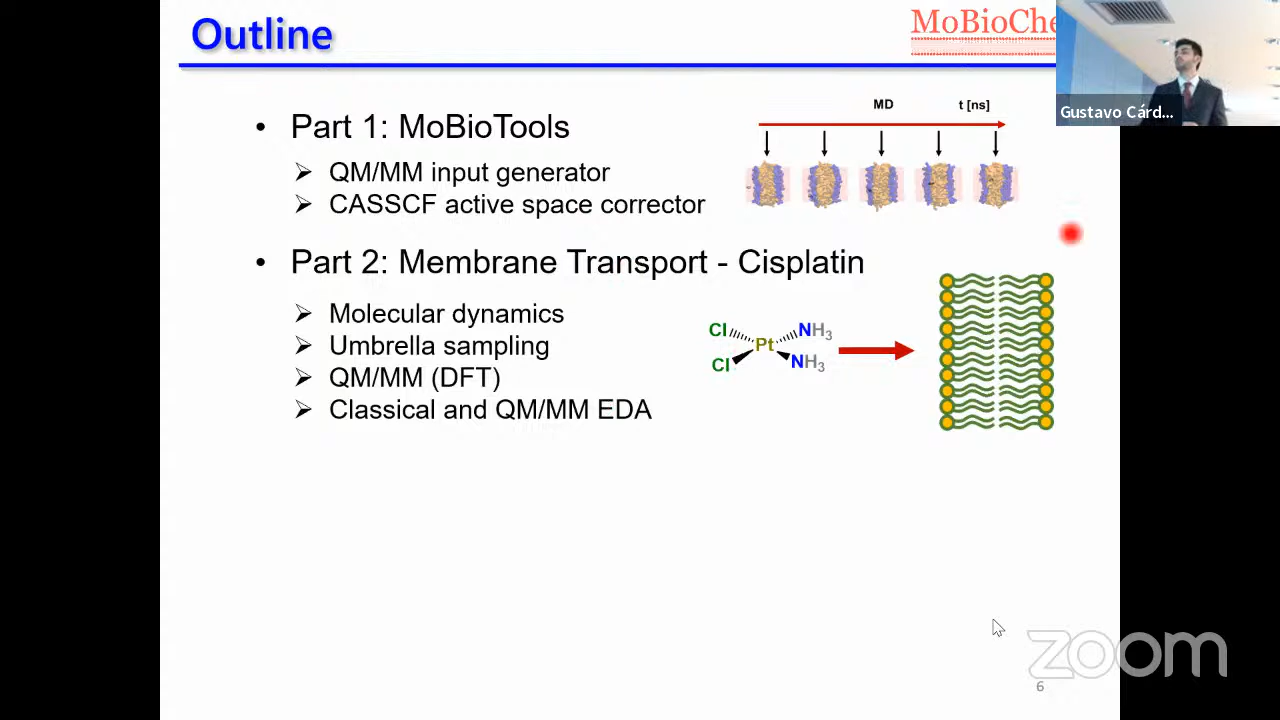 Outline
MoBioChe
Gustavo Cárd...
• Part 1: MoBioTools
➢ QM/MM input generator
➢ CASSCF active space corrector
MD t [ns]
• Part 2: Membrane Transport - Cisplatin
➢ Molecular dynamics
➢ Umbrella sampling
➢ QM/MM (DFT)
➢ Classical and QM/MM EDA
Cl NH3
Pt
Cl NH3
zoom
6